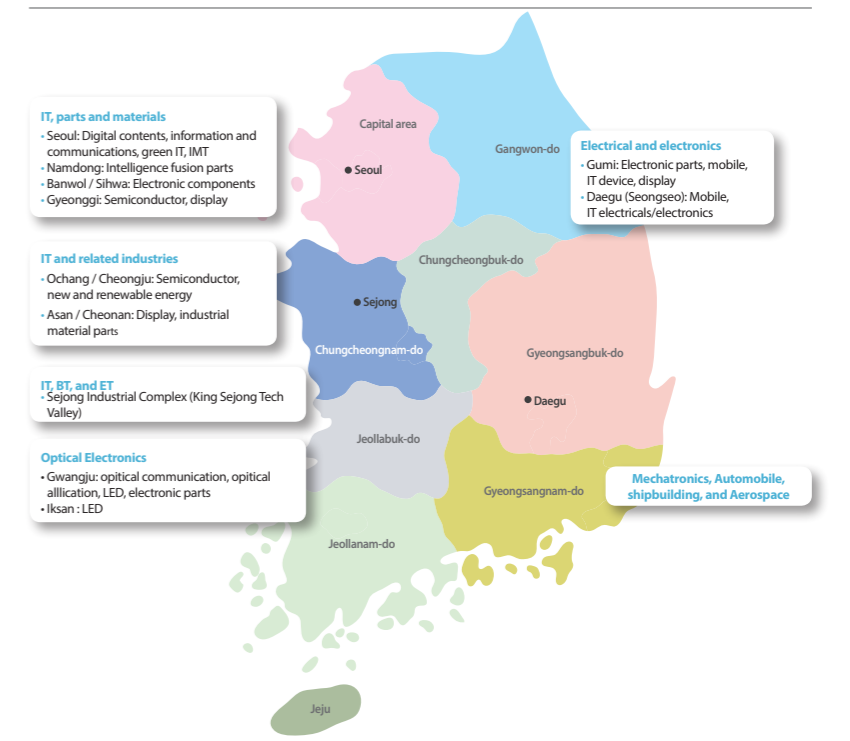 IT, parts and materials
• Seoul: Digital contents, information and
communications, green IT, IMT
• Namdong: Intelligence fusion parts
• Banwol / Sihwa: Electronic components
• Gyeonggi: Semiconductor, display
Capital area
Seoul
Gangwon-do
Electrical and electronics
• Gumi: Electronic parts, mobile,
IT device, display
• Daegu (Seongseo): Mobile,
IT electricals/electronics
IT and related industries
• Ochang / Cheongju: Semiconductor,
new and renewable energy
• Asan / Cheonan: Display, industrial
material parts
Chungcheongbuk-do
Sejong
Chungcheongnam-do
Gyeongsangbuk-do
Daegu
IT, BT, and ET
• Sejong Industrial Complex (King Sejong Tech
Valley)
Jeollabuk-do
Optical Electronics
• Gwangju: opitical communication, opitical
alllication, LED, electronic parts
• Iksan : LED
Gyeongsangnam-do
Mechatronics, Automobile,
shipbuilding, and Aerospace
Jeollanam-do
Jeju